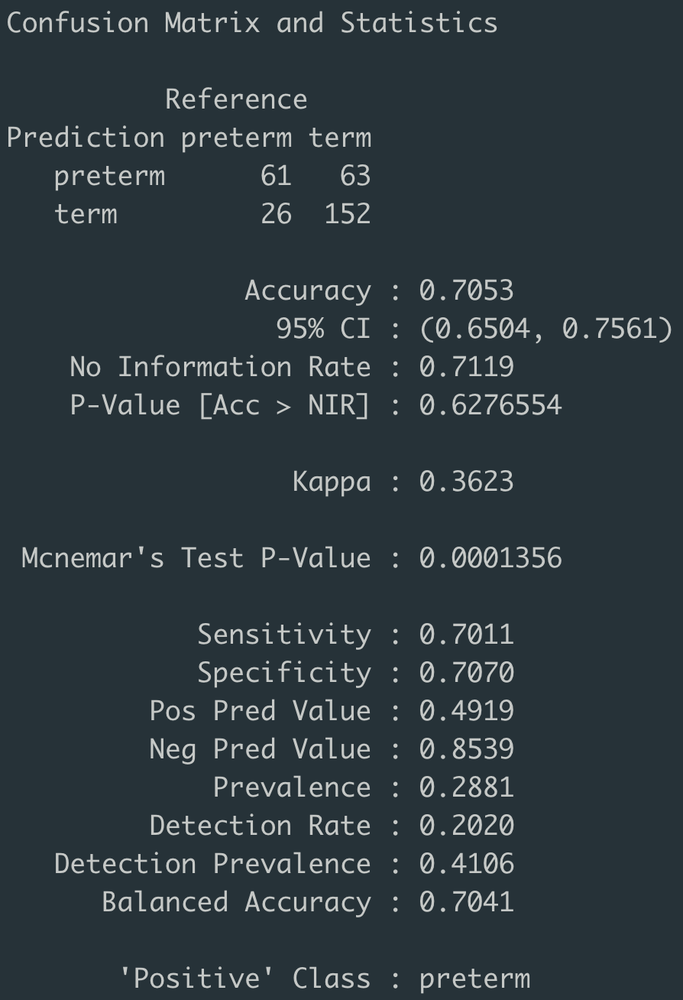 Confusion Matrix and Statistics
Reference
Prediction preterm term
preterm 61 63
term 26 152
Accuracy : 0.7053
95% CI : (0.6504, 0.7561)
No Information Rate : 0.7119
P-Value [Acc > NIR] : 0.6276554
Kappa : 0.3623
Mcnemar's Test P-Value : 0.0001356
Sensitivity : 0.7011
Specificity : 0.7070
Pos Pred Value : 0.4919
Neg Pred Value : 0.8539
Prevalence : 0.2881
Detection Rate : 0.2020
Detection Prevalence : 0.4106
Balanced Accuracy : 0.7041
'Positive' Class : preterm